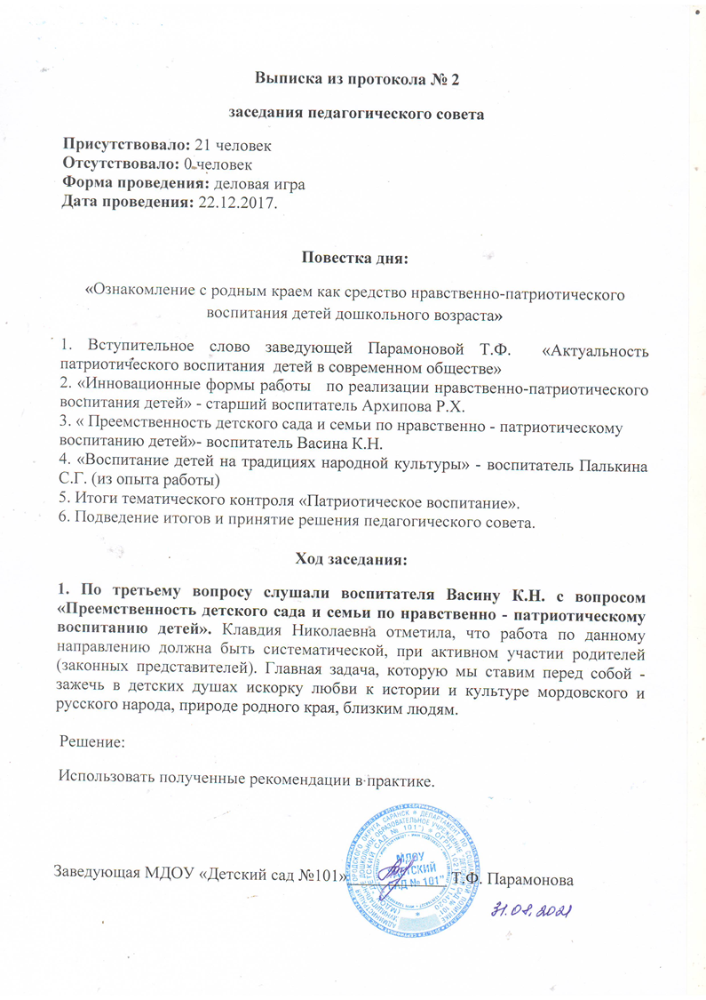 Выписка из протокола № 2
заседания педагогического совета
Присутствовало: 21 человек
Отсутствовало: 0 человек
Форма проведения: деловая игра
Дата проведения: 22.12.2017.
Повестка дня:
«Ознакомление с родным краем как средство нравственно-патриотического
воспитания детей дошкольного возраста»
1. Вступительное слово заведующей Парамоновой Т.Ф. «Актуальность
патриотического воспитания детей в современном обществе»
2. «Инновационные формы работы по реализации нравственно-патриотического
воспитания детей» - старший воспитатель Архипова Р.Х.
3. « Преемственность детского сада и семьи по нравственно - патриотическому
воспитанию детей»- воспитатель Васина К.Н.
4. «Воспитание детей на традициях народной культуры» - воспитатель Палькина
С.Г. (из опыта работы)
5. Итоги тематического контроля «Патриотическое воспитание».
6. Подведение итогов и принятие решения педагогического совета.
Ход заседания:
1. По третьему вопросу слушали воспитателя Васину К.Н. с вопросом
«Преемственность детского сада и семьи по нравственно - патриотическому
воспитанию детей». Клавдия Николаевна отметила, что работа по данному
направлению должна быть систематической, при активном участии родителей
(законных представителей). Главная задача, которую мы ставим перед собой -
зажечь в детских душах искорку любви к истории и культуре мордовского и
русского народа, природе родного края, близким людям.
Решение:
Использовать полученные рекомендации в практике.
МДОУ
"ДЕТСКИЙ
САД № 101"
Заведующая МДОУ «Детский сад №101»____________ Т.Ф. Парамонова
31.08.2021